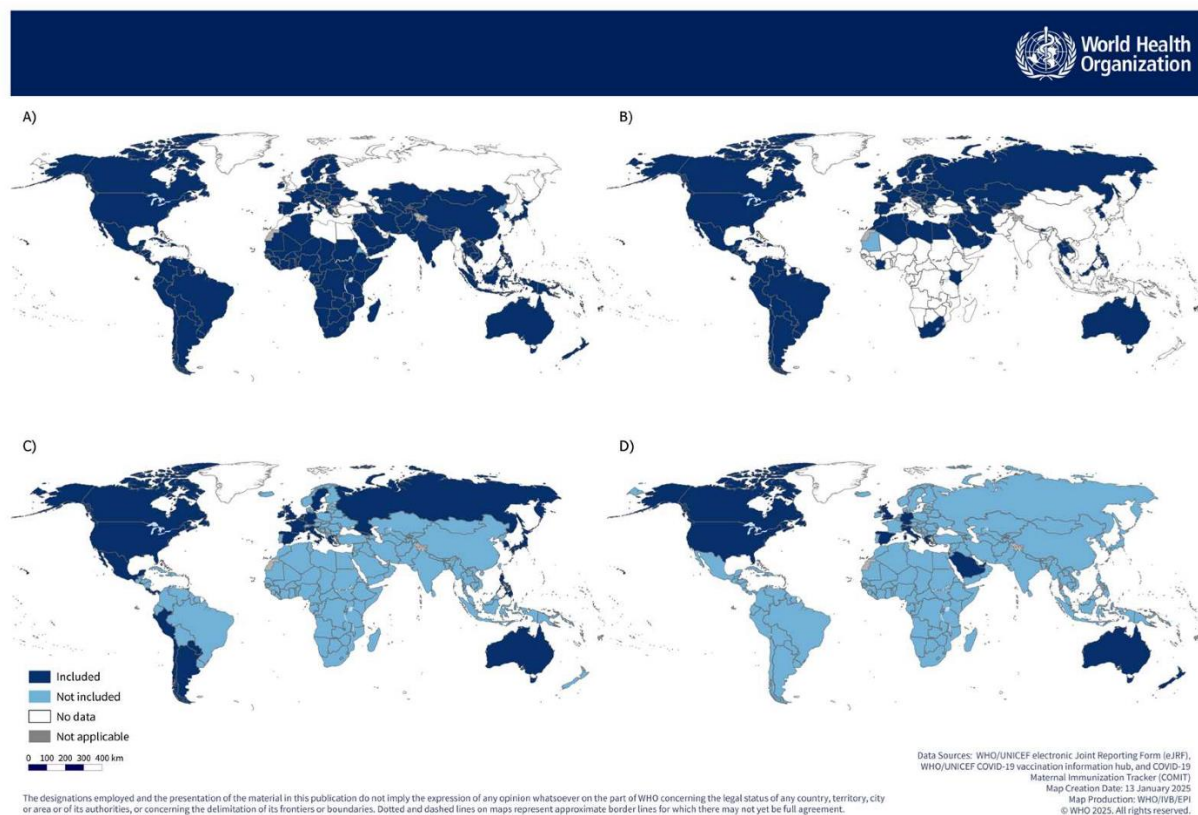 World Health
Organization
A)
B)
C)
D)
Included
Not included
No data
Not applicable
0 100 200 300 400 km
Data Sources: WHO/UNICEF electronic Joint Reporting Form (eJRF),
WHO/UNICEF COVID-19 vaccination information hub, and COVID-19
Maternal Immunization Tracker (COMIT)
Map Creation Date: 13 January 2025
Map Production: WHO/IVB/EPI
© WHO 2025. All rights reserved.
The designations employed and the presentation of the material in this publication do not imply the expression of any opinion whatsoever on the part of WHO concerning the legal status of any country, territory, city
or area or of its authorities, or concerning the delimitation of its frontiers or boundaries. Dotted and dashed lines on maps represent approximate border lines for which there may not yet be full agreement.